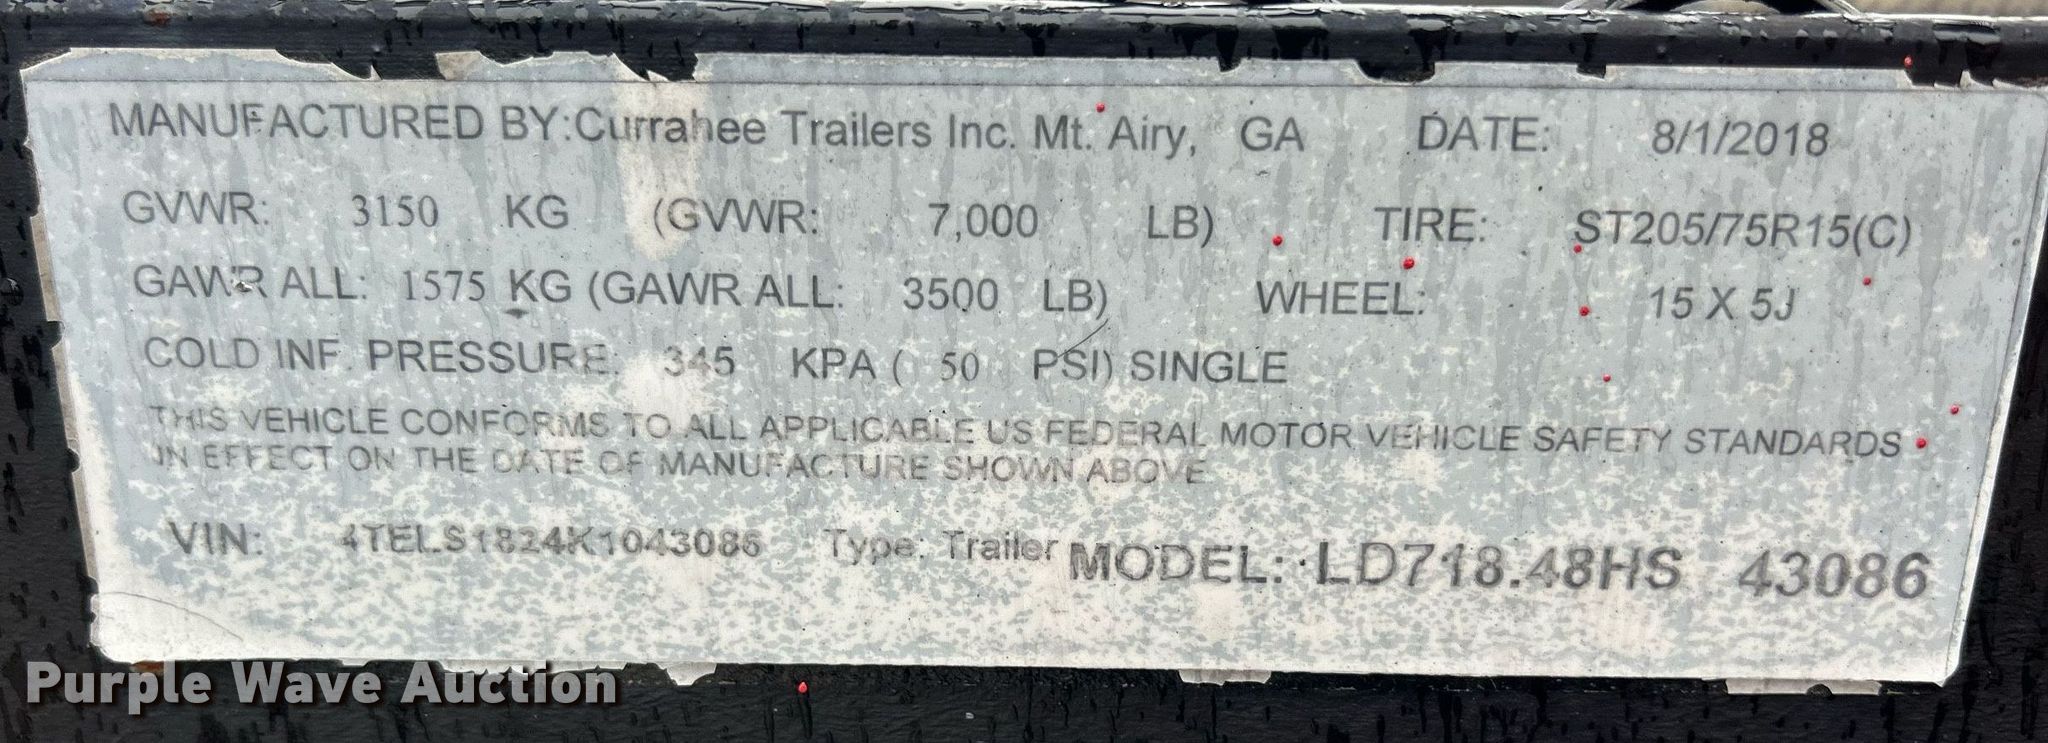 MANUFACTURED BY:Currahee Trailers Inc. Mt. Airy, GA DATE: 8/1/2018
GVWR: 3150 KG (GVWR: 7,000 LB) TIRE: ST205/75R15(C)
GAWR ALL: 1575 KG (GAWR ALL: 3500 LB) WHEEL: 15 X 5J
COLD INF. PRESSURE: 345 KPA ( 50 PSI) SINGLE
THIS VEHICLE CONFORMS TO ALL APPLICABLE US FEDERAL MOTOR VEHICLE SAFETY STANDARDS
IN EFFECT ON THE DATE OF MANUFACTURE SHOWN ABOVE
VIN: 4TELS1824K1043086 Type: Trailer MODEL: LD718.48HS 43086
Purple Wave Auction